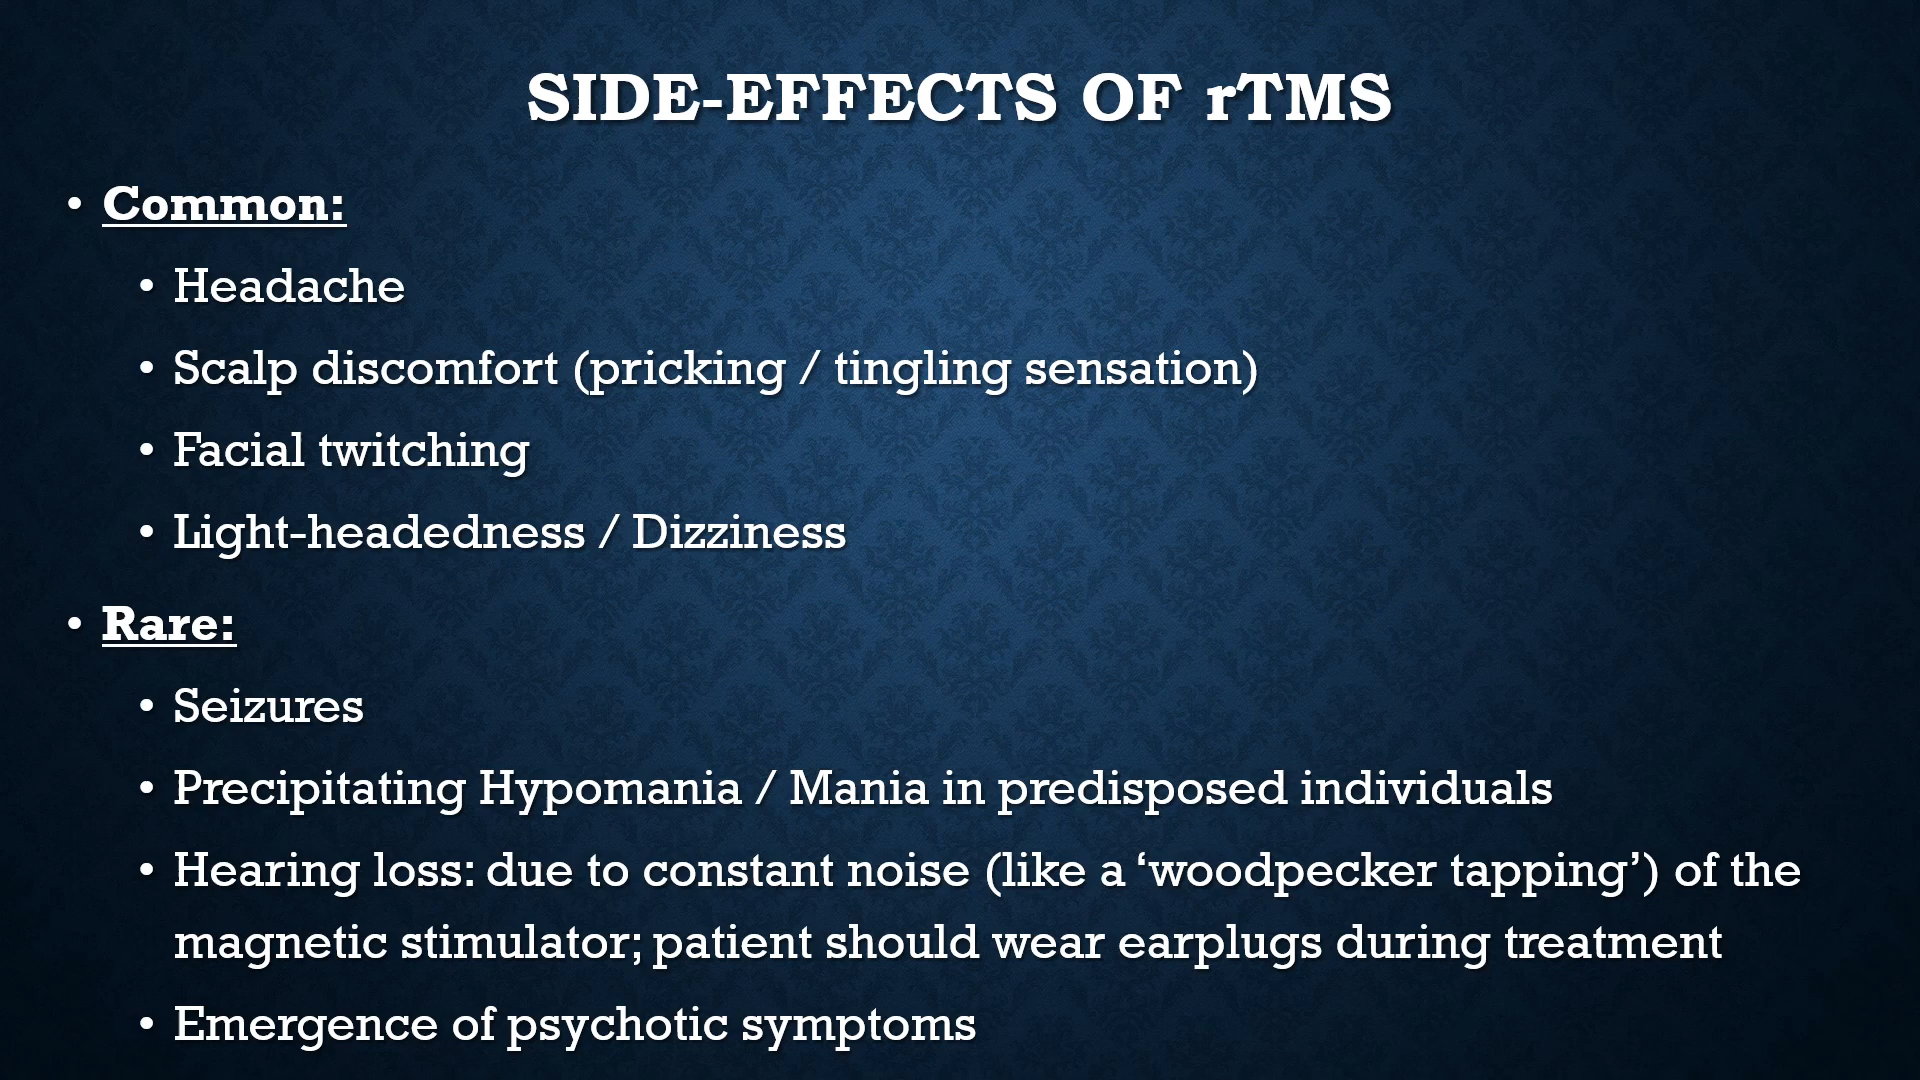 SIDE-EFFECTS OF rTMS
• Common:
• Headache
• Scalp discomfort (pricking / tingling sensation)
• Facial twitching
• Light-headedness / Dizziness
• Rare:
• Seizures
• Precipitating Hypomania / Mania in predisposed individuals
• Hearing loss: due to constant noise (like a ‘woodpecker tapping’) of the
magnetic stimulator; patient should wear earplugs during treatment
• Emergence of psychotic symptoms